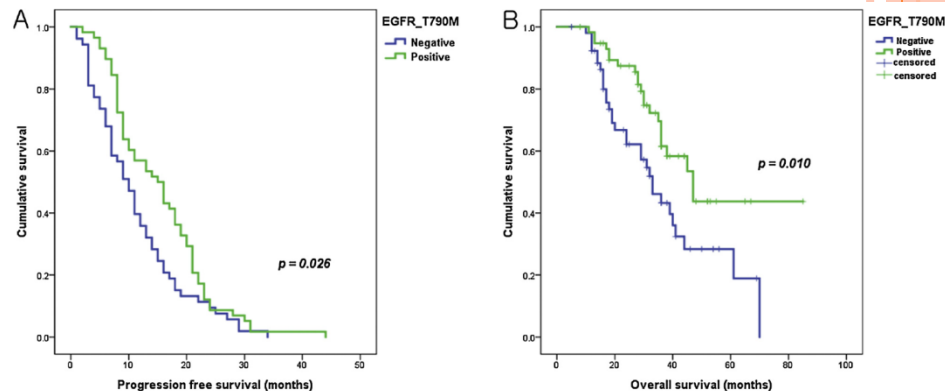 A
EGFR_T790M
Negative
Positive
Cumulative survival
1.0
0.8
0.6
0.4
0.2
0.0
p = 0.026
0 10 20 30 40 50
Progression free survival (months)
B
EGFR_T790M
Negative
Positive
censored
censored
Cumulative survival
1.0
0.8
0.6
0.4
0.2
0.0
p = 0.010
0 20 40 60 80 100
Overall survival (months)